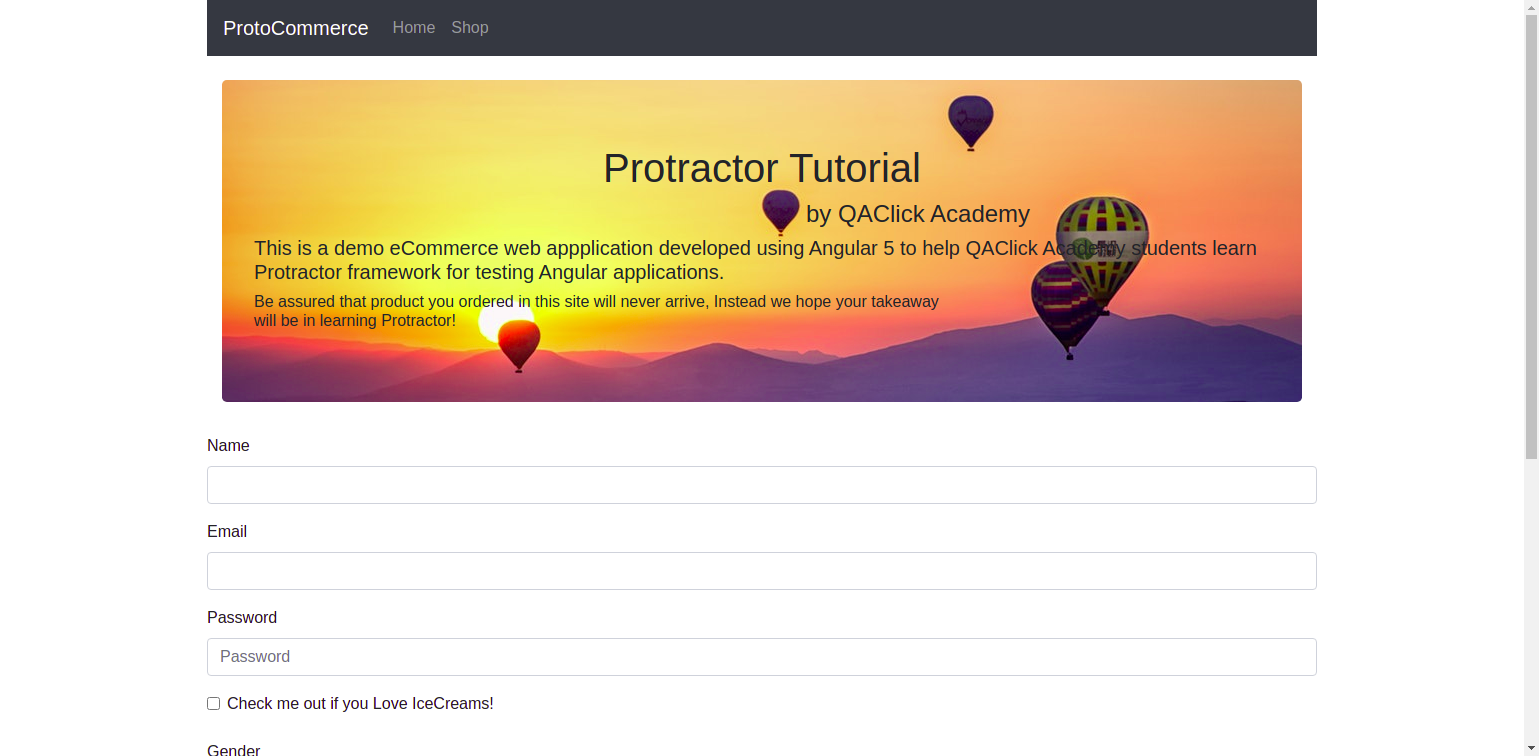 ProtoCommerce Home Shop
Protractor Tutorial
by QAClick Academy
This is a demo eCommerce web appplication developed using Angular 5 to help QAClick Academy students learn
Protractor framework for testing Angular applications.
Be assured that product you ordered in this site will never arrive, Instead we hope your takeaway
will be in learning Protractor!
Name
Email
Password
Password
Check me out if you Love IceCreams!
Gender